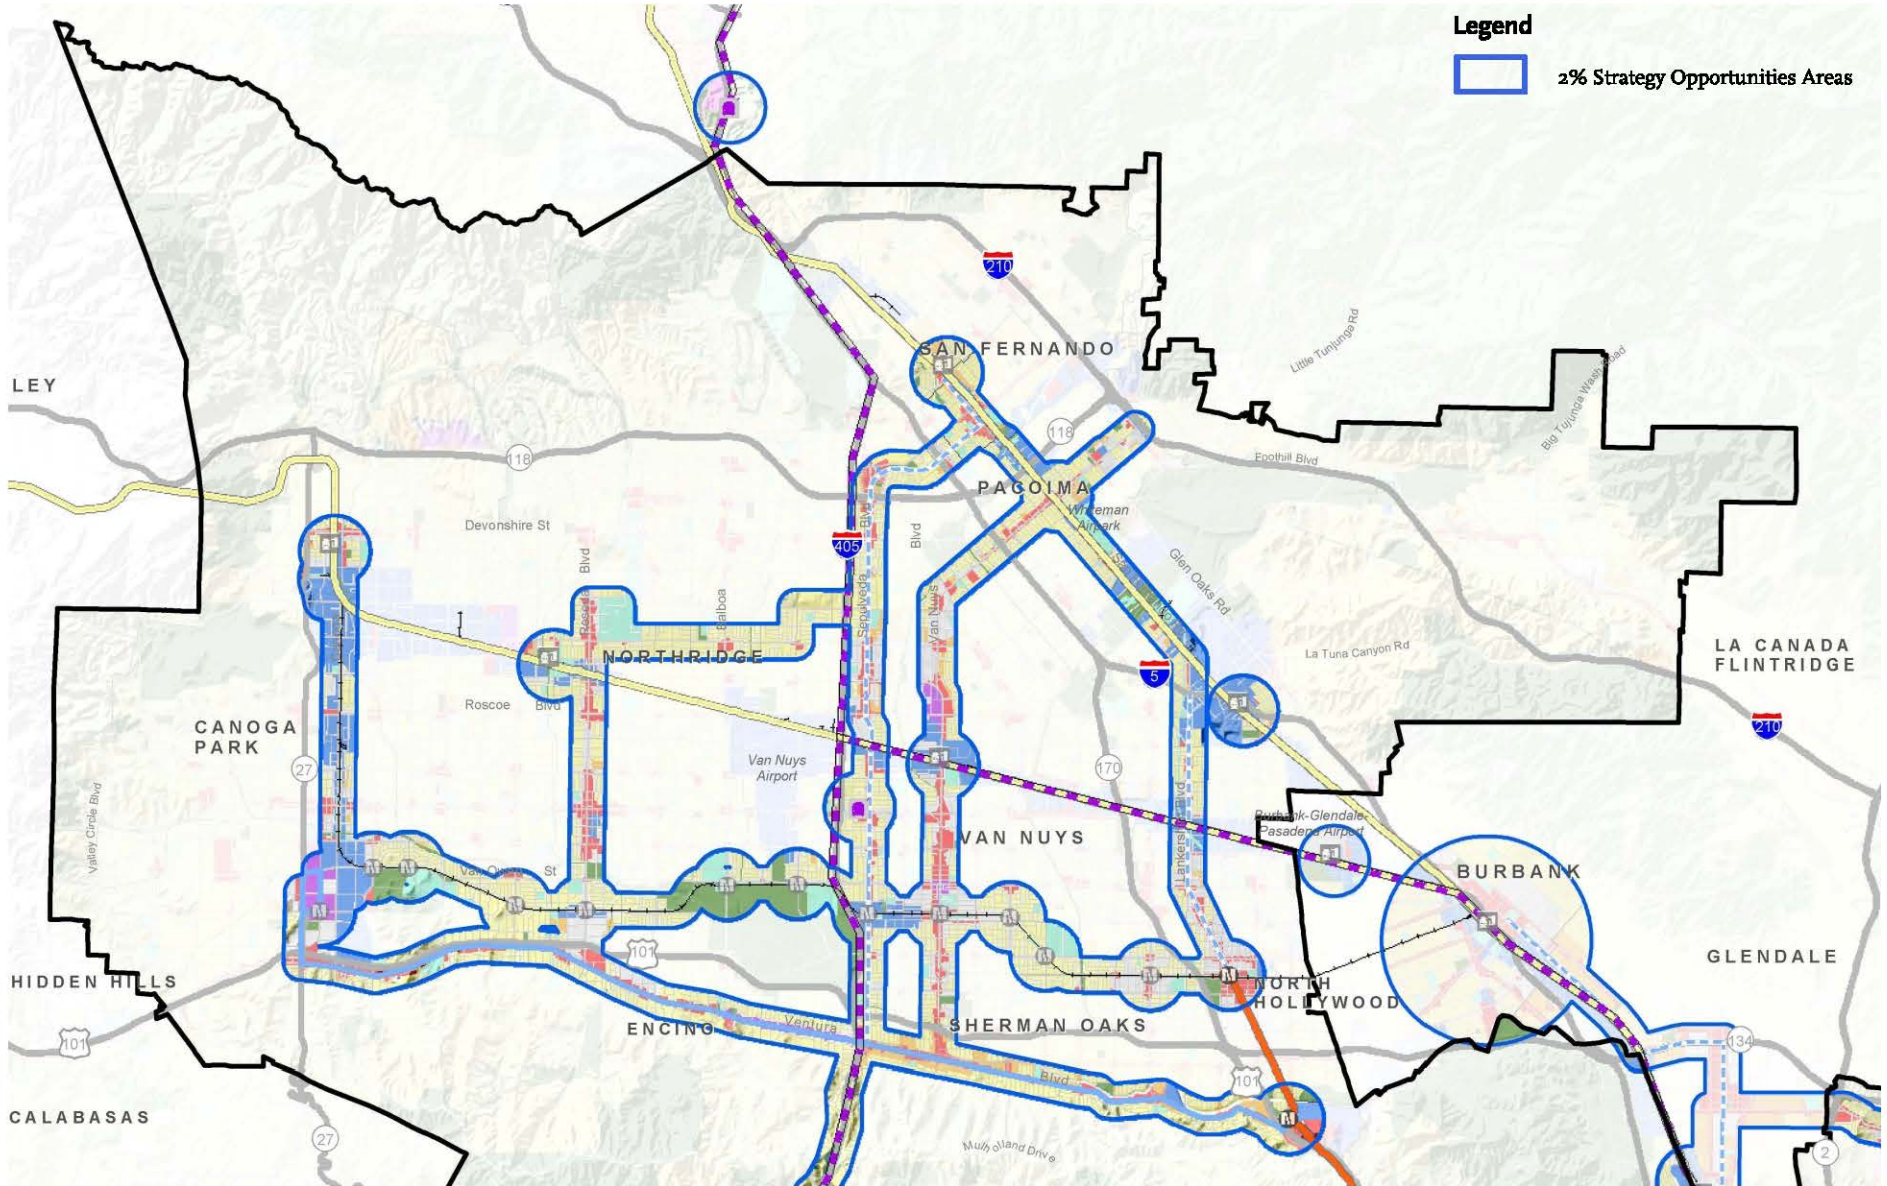 Legend
2% Strategy Opportunities Areas
210
SAN FERNANDO
Little Tunjunga Rd
Big Tujunga Wash Road
LEY
118
118
Foothill Blvd
PACOIMA
Whiteman
Airpark
Devonshire St
Blvd
Blvd
405
Glen Oaks Rd
Reseda Blvd
Balboa
Sepulveda
Van Nuys
NORTHRIDGE
La Tuna Canyon Rd
LA CANADA
FLINTRIDGE
5
Roscoe Blvd
210
CANOGA
PARK
27
Van Nuys
Airport
170
Valley Circle Blvd
Lankershim Blvd
Burbank-Glendale-
Pasadena Airport
VAN NUYS
BURBANK
St
M
M
M
M
M
M
M
M
M
M
M
M
M
101
GLENDALE
HIDDEN HILLS
NORTH
HOLLYWOOD
ENCINO
Ventura
SHERMAN OAKS
101
134
Blvd
101
CALABASAS
M
27
Mulholland Drive
2